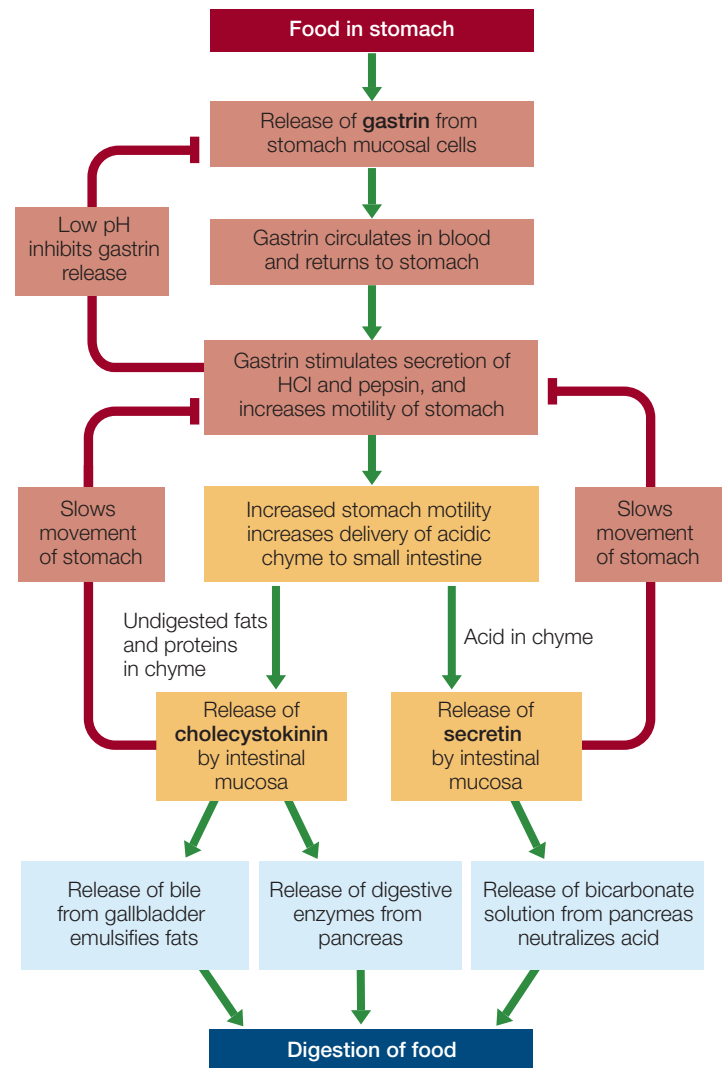 Food in stomach
Release of gastrin from
stomach mucosal cells
Low pH
inhibits gastrin
release
Gastrin circulates in blood
and returns to stomach
Gastrin stimulates secretion of
HCl and pepsin, and
increases motility of stomach
Slows
movement
of stomach
Increased stomach motility
increases delivery of acidic
chyme to small intestine
Slows
movement
of stomach
Undigested fats
and proteins
in chyme
Acid in chyme
Release of
cholecystokinin
by intestinal
mucosa
Release of
secretin
by intestinal
mucosa
Release of bile
from gallbladder
emulsifies fats
Release of digestive
enzymes from
pancreas
Release of bicarbonate
solution from pancreas
neutralizes acid
Digestion of food